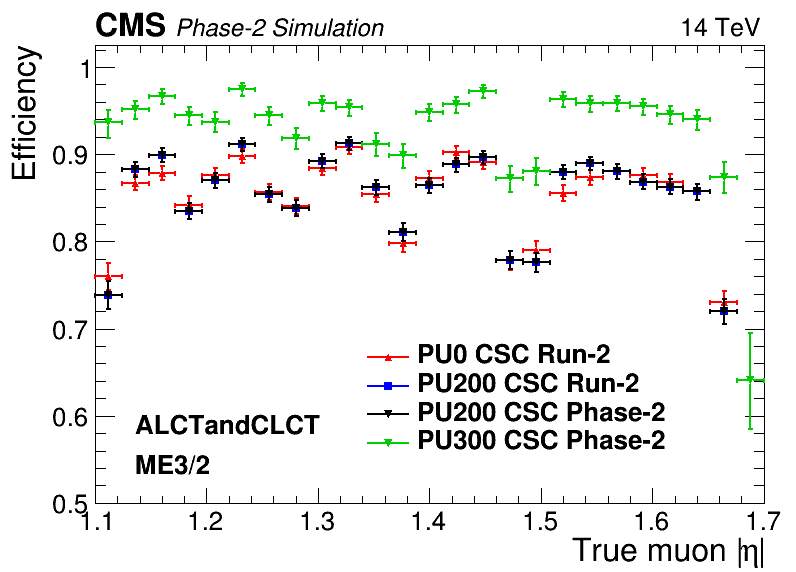 CMS Phase-2 Simulation 14 TeV
Efficiency
1
0.9
0.8
0.7
0.6
0.5
PU0 CSC Run-2
PU200 CSC Run-2
PU200 CSC Phase-2
PU300 CSC Phase-2
ALCTandCLCT
ME3/2
1.1 1.2 1.3 1.4 1.5 1.6 1.7
True muon |η|